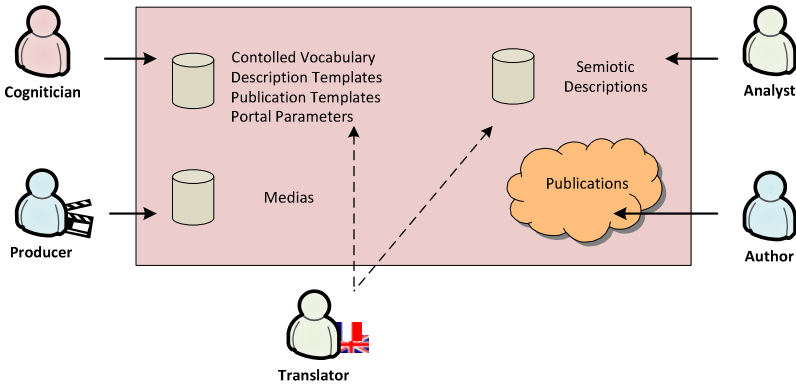 Contolled Vocabulary
Description Templates
Publication Templates
Portal Parameters
Semiotic
Descriptions
Cognitician
Analyst
Medias
Publications
Producer
Author
Translator